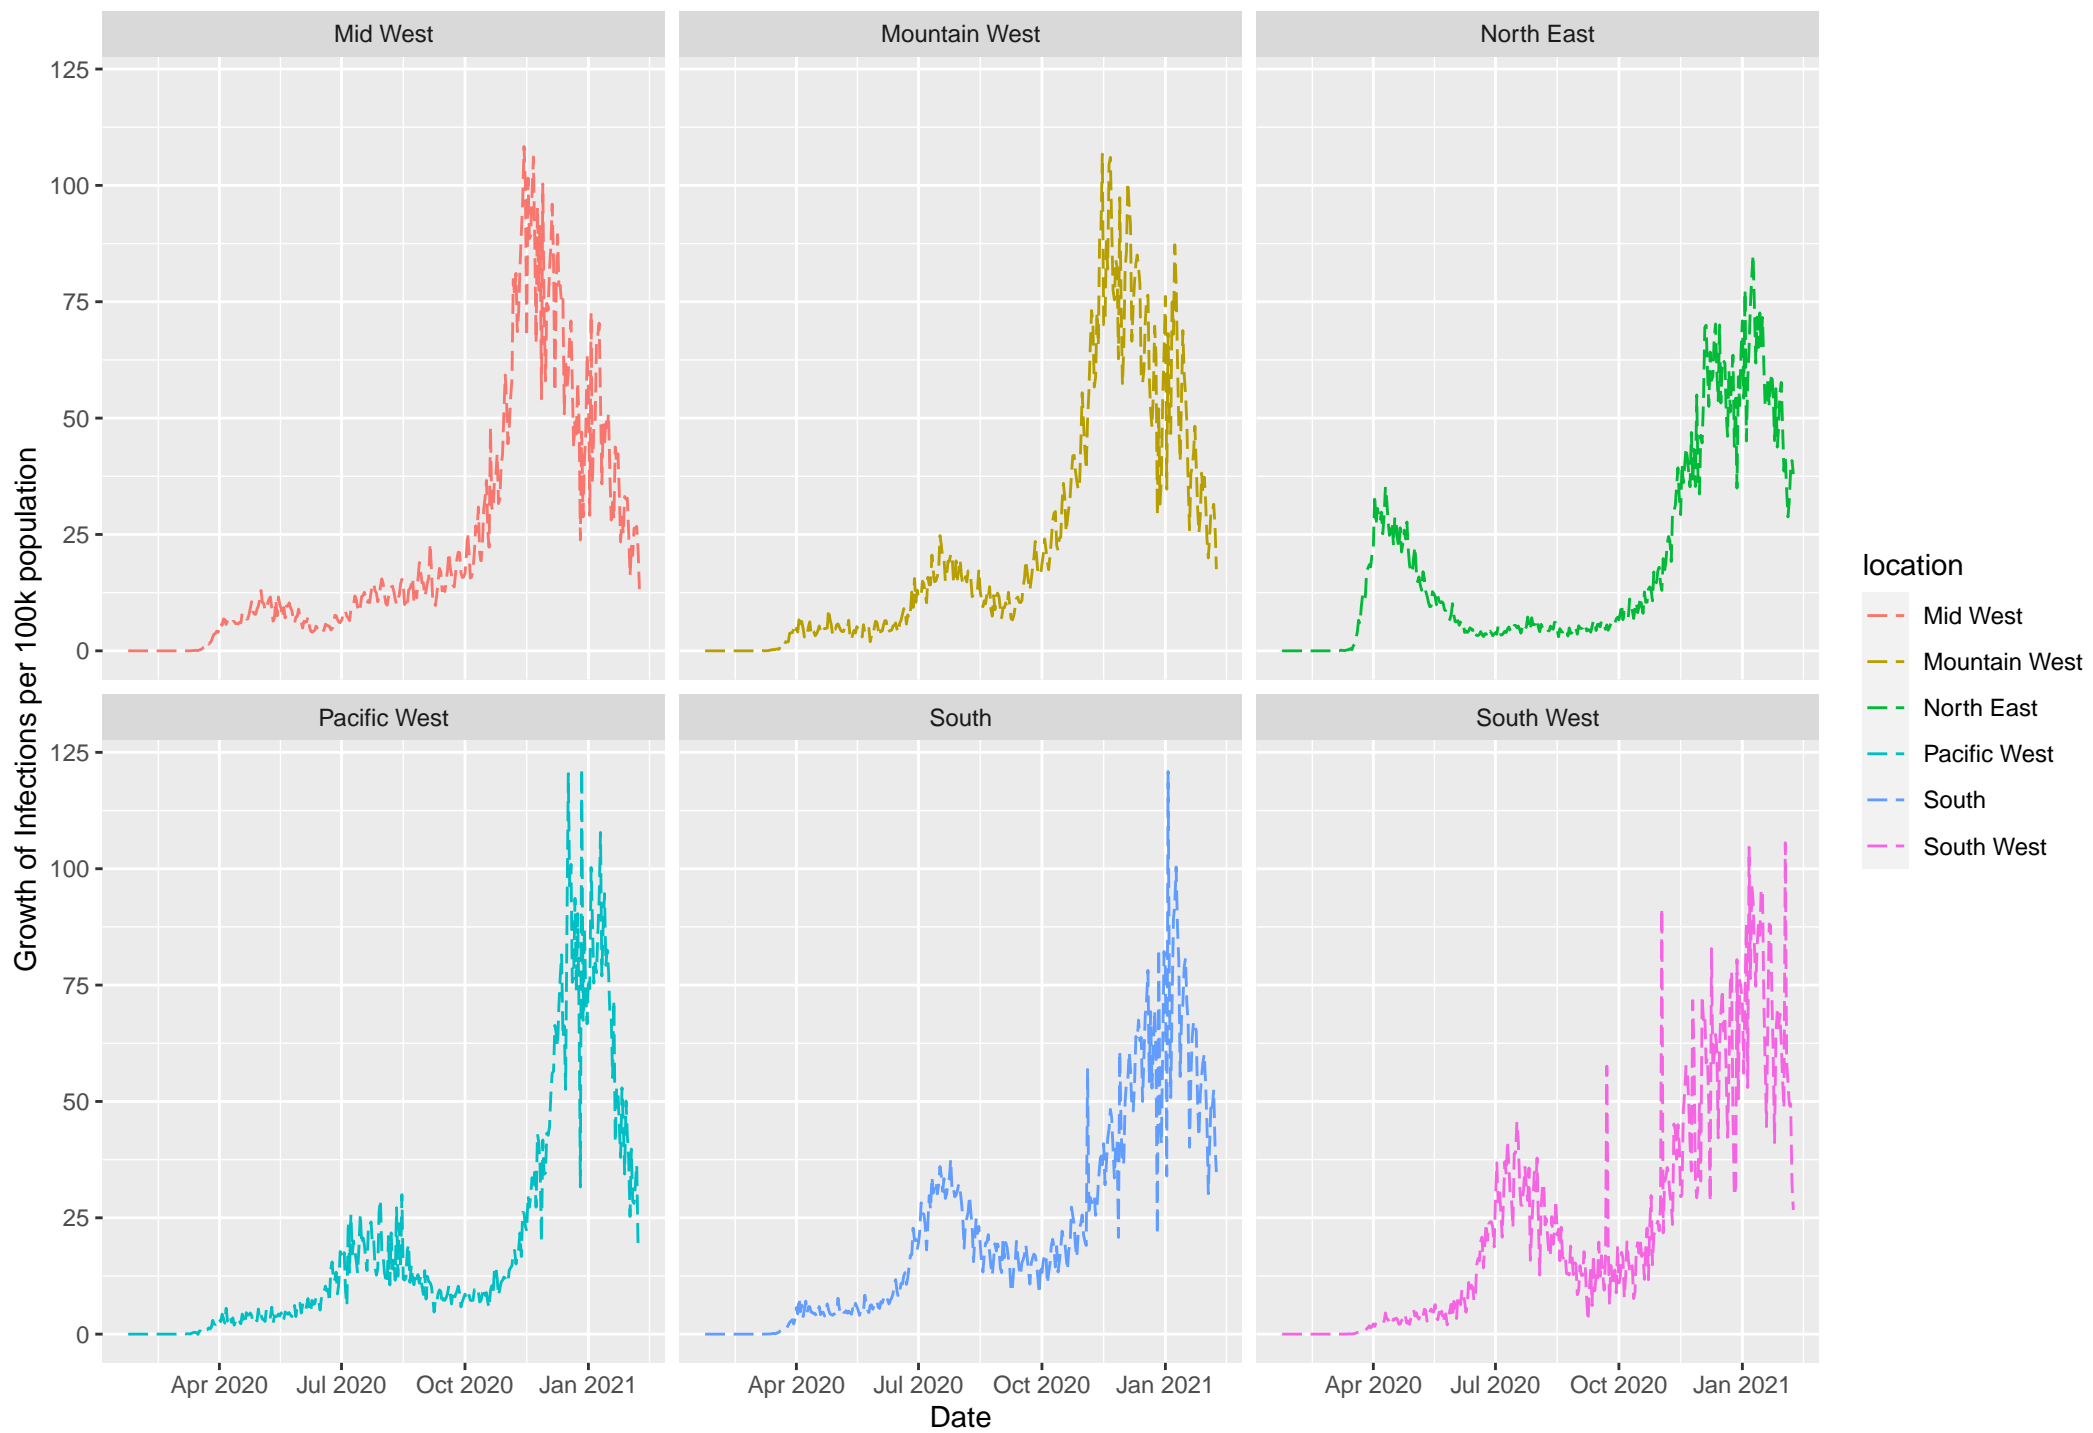 Mid West
Mountain West
North East
125
100
75
50
25
0
Pacific West
South
South West
125
100
75
50
25
0
Apr 2020 Jul 2020 Oct 2020 Jan 2021
Apr 2020 Jul 2020 Oct 2020 Jan 2021
Apr 2020 Jul 2020 Oct 2020 Jan 2021
Date
Growth of Infections per 100k population
location
Mid West
Mountain West
North East
Pacific West
South
South West